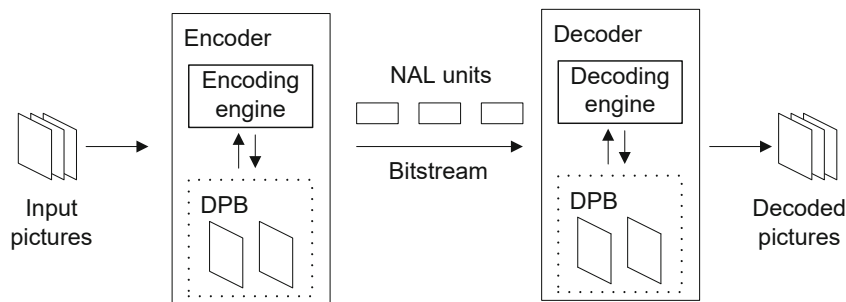 Encoder
Encoding
engine
DPB
Input
pictures
NAL units
Bitstream
Decoder
Decoding
engine
DPB
Decoded
pictures